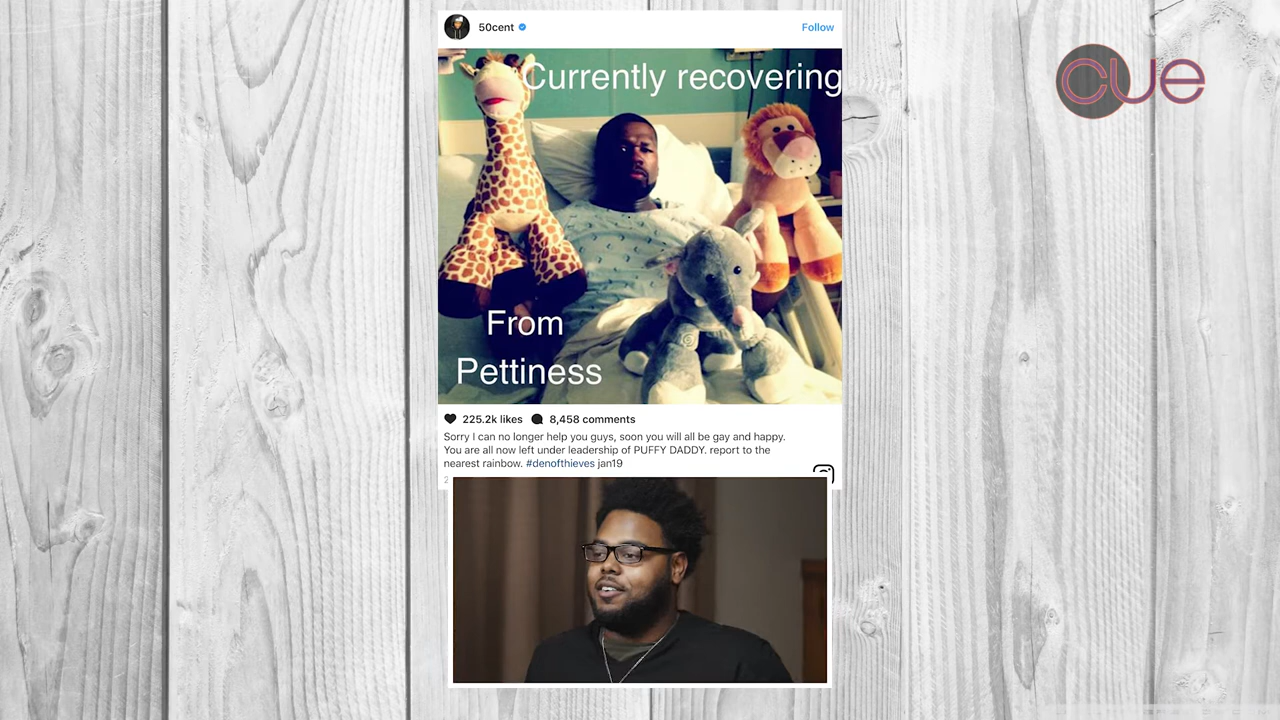 50cent
Follow
cue
Currently recovering
From
Pettiness
225.2k likes 8,458 comments
Sorry I can no longer help you guys, soon you will all be gay and happy.
You are all now left under leadership of PUFFY DADDY. report to the
nearest rainbow. #denofthieves jan19